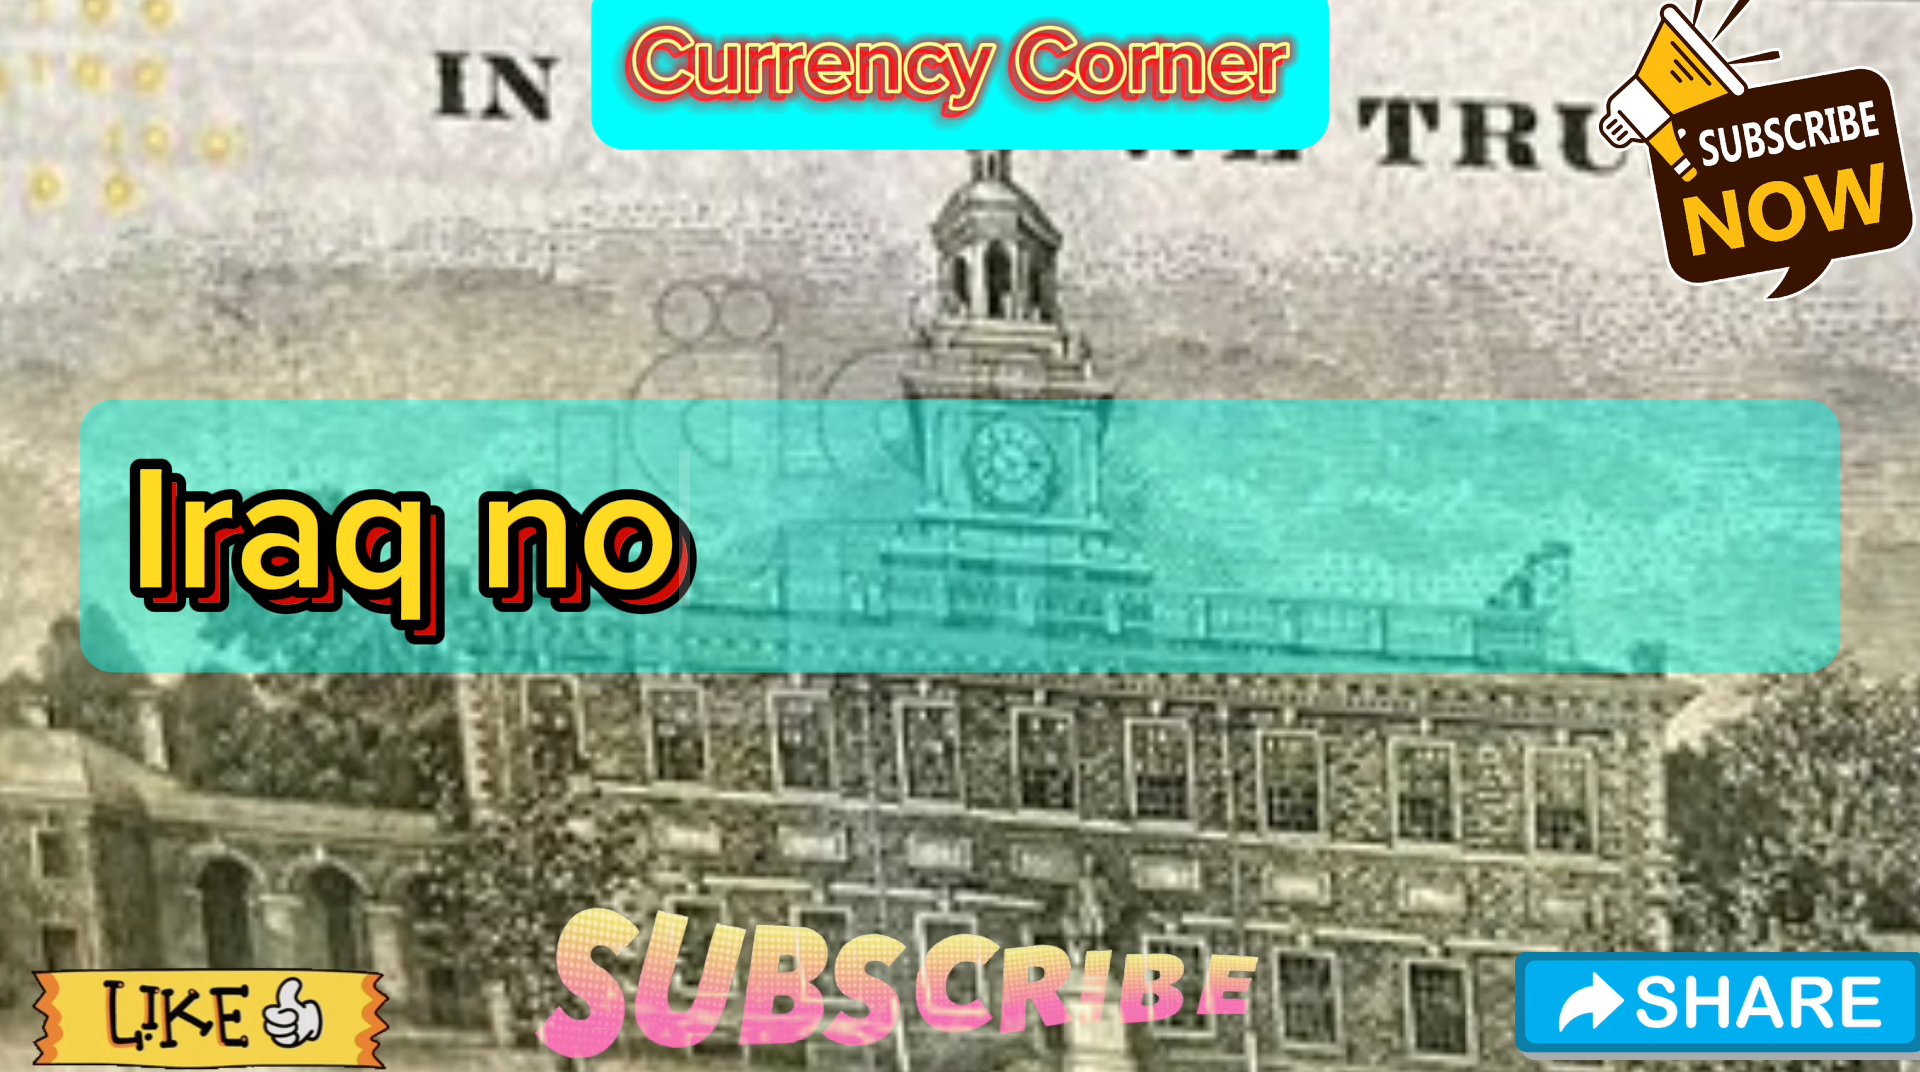 Currency Corner
IN
TRU
SUBSCRIBE
NOW
Iraq no
LIKE
SUBSCRIBE
SHARE